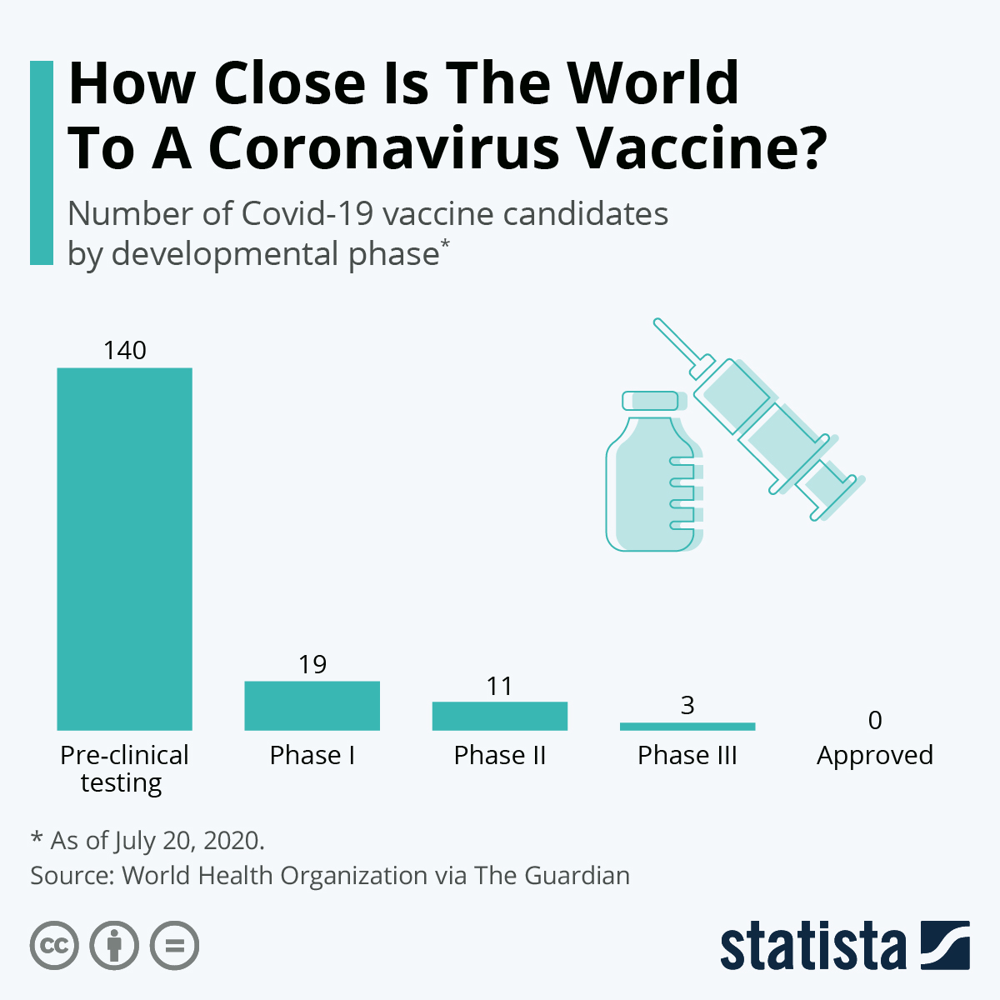 How Close Is The World
To A Coronavirus Vaccine?
Number of Covid-19 vaccine candidates
by developmental phase*
140
19
11
3
0
Pre-clinical
testing
Phase I
Phase II
Phase III
Approved
* As of July 20, 2020.
Source: World Health Organization via The Guardian
cc
statista